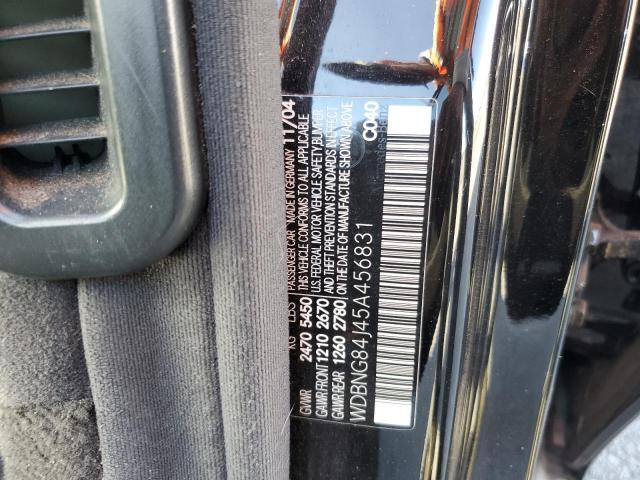 PASSENGER CAR MADE IN GERMANY 11/04
KG LBS THIS VEHICLE CONFORMS TO ALL APPLICABLE
GVWR 2470 5450 U.S. FEDERAL MOTOR VEHICLE SAFETY, BUMPER
GAWR FRONT 1210 2670 AND THEFT PREVENTION STANDARDS IN EFFECT
GAWR REAR 1260 2780 ON THE DATE OF MANUFACTURE SHOWN ABOVE
WDBNG84J45A456831 C040